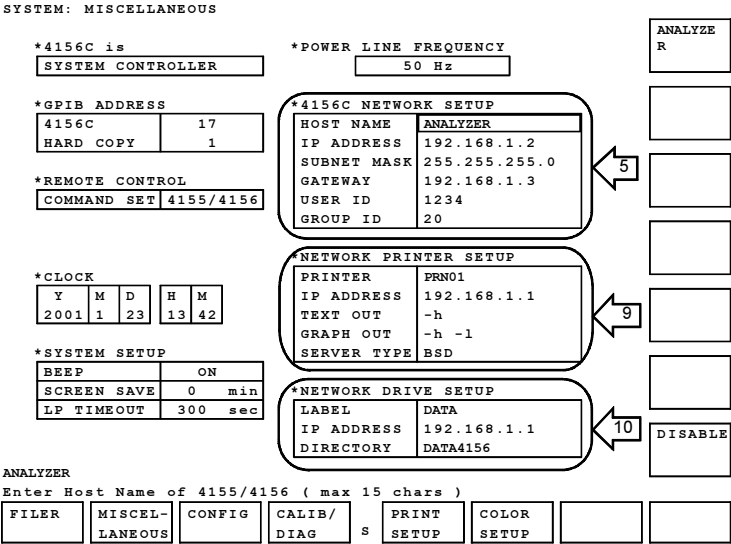 SYSTEM: MISCELLANEOUS
ANALYZE
R
*4156C is
SYSTEM CONTROLLER
*POWER LINE FREQUENCY
50 Hz
*GPIB ADDRESS
4156C 17
HARD COPY 1
*REMOTE CONTROL
COMMAND SET 4155/4156
*4156C NETWORK SETUP
HOST NAME ANALYZER
IP ADDRESS 192.168.1.2
SUBNET MASK 255.255.255.0
GATEWAY 192.168.1.3
USER ID 1234
GROUP ID 20
5
*CLOCK
Y M D H M
2001 1 23 13 42
*NETWORK PRINTER SETUP
PRINTER PRN01
IP ADDRESS 192.168.1.1
TEXT OUT -h
GRAPH OUT -h -l
SERVER TYPE BSD
9
*SYSTEM SETUP
BEEP ON
SCREEN SAVE 0 min
LP TIMEOUT 300 sec
*NETWORK DRIVE SETUP
LABEL DATA
IP ADDRESS 192.168.1.1
DIRECTORY DATA4156
10
DISABLE
ANALYZER
Enter Host Name of 4155/4156 ( max 15 chars )
FILER MISCEL- CONFIG CALIB/ PRINT COLOR
LANEOUS DIAG S SETUP SETUP